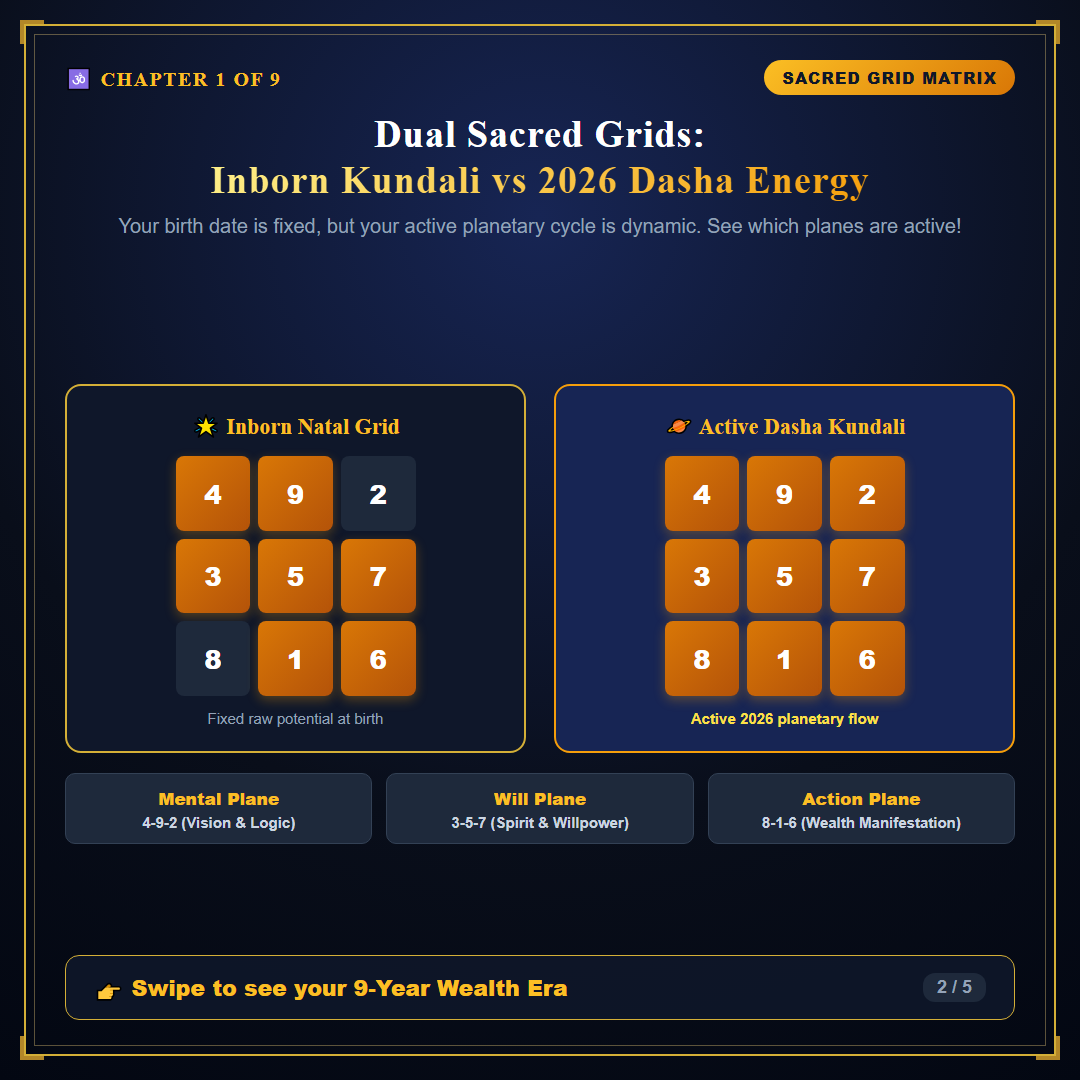 🕉 CHAPTER 1 OF 9
SACRED GRID MATRIX
Dual Sacred Grids:
Inborn Kundali vs 2026 Dasha Energy
Your birth date is fixed, but your active planetary cycle is dynamic. See which planes are active!
Inborn Natal Grid
4 9 2
3 5 7
8 1 6
Fixed raw potential at birth
Active Dasha Kundali
4 9 2
3 5 7
8 1 6
Active 2026 planetary flow
Mental Plane
4-9-2 (Vision & Logic)
Will Plane
3-5-7 (Spirit & Willpower)
Action Plane
8-1-6 (Wealth Manifestation)
Swipe to see your 9-Year Wealth Era
2 / 5